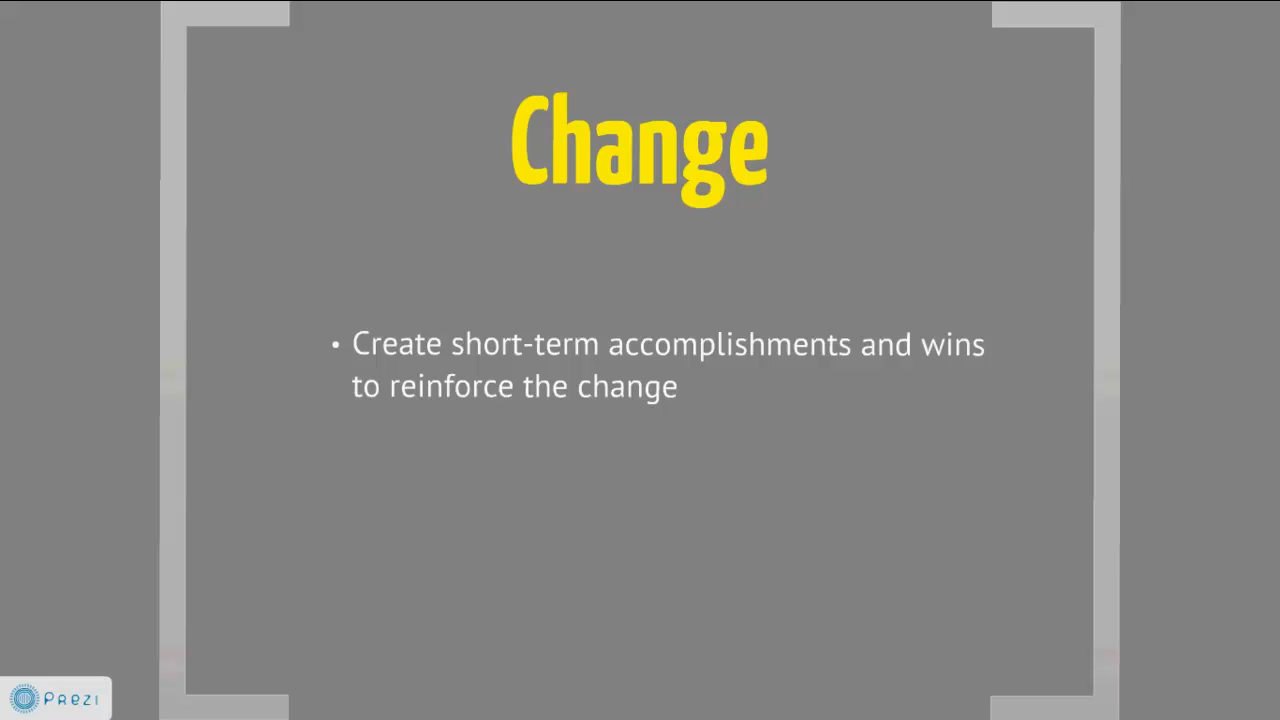 Change
• Create short-term accomplishments and wins
to reinforce the change
Prezi